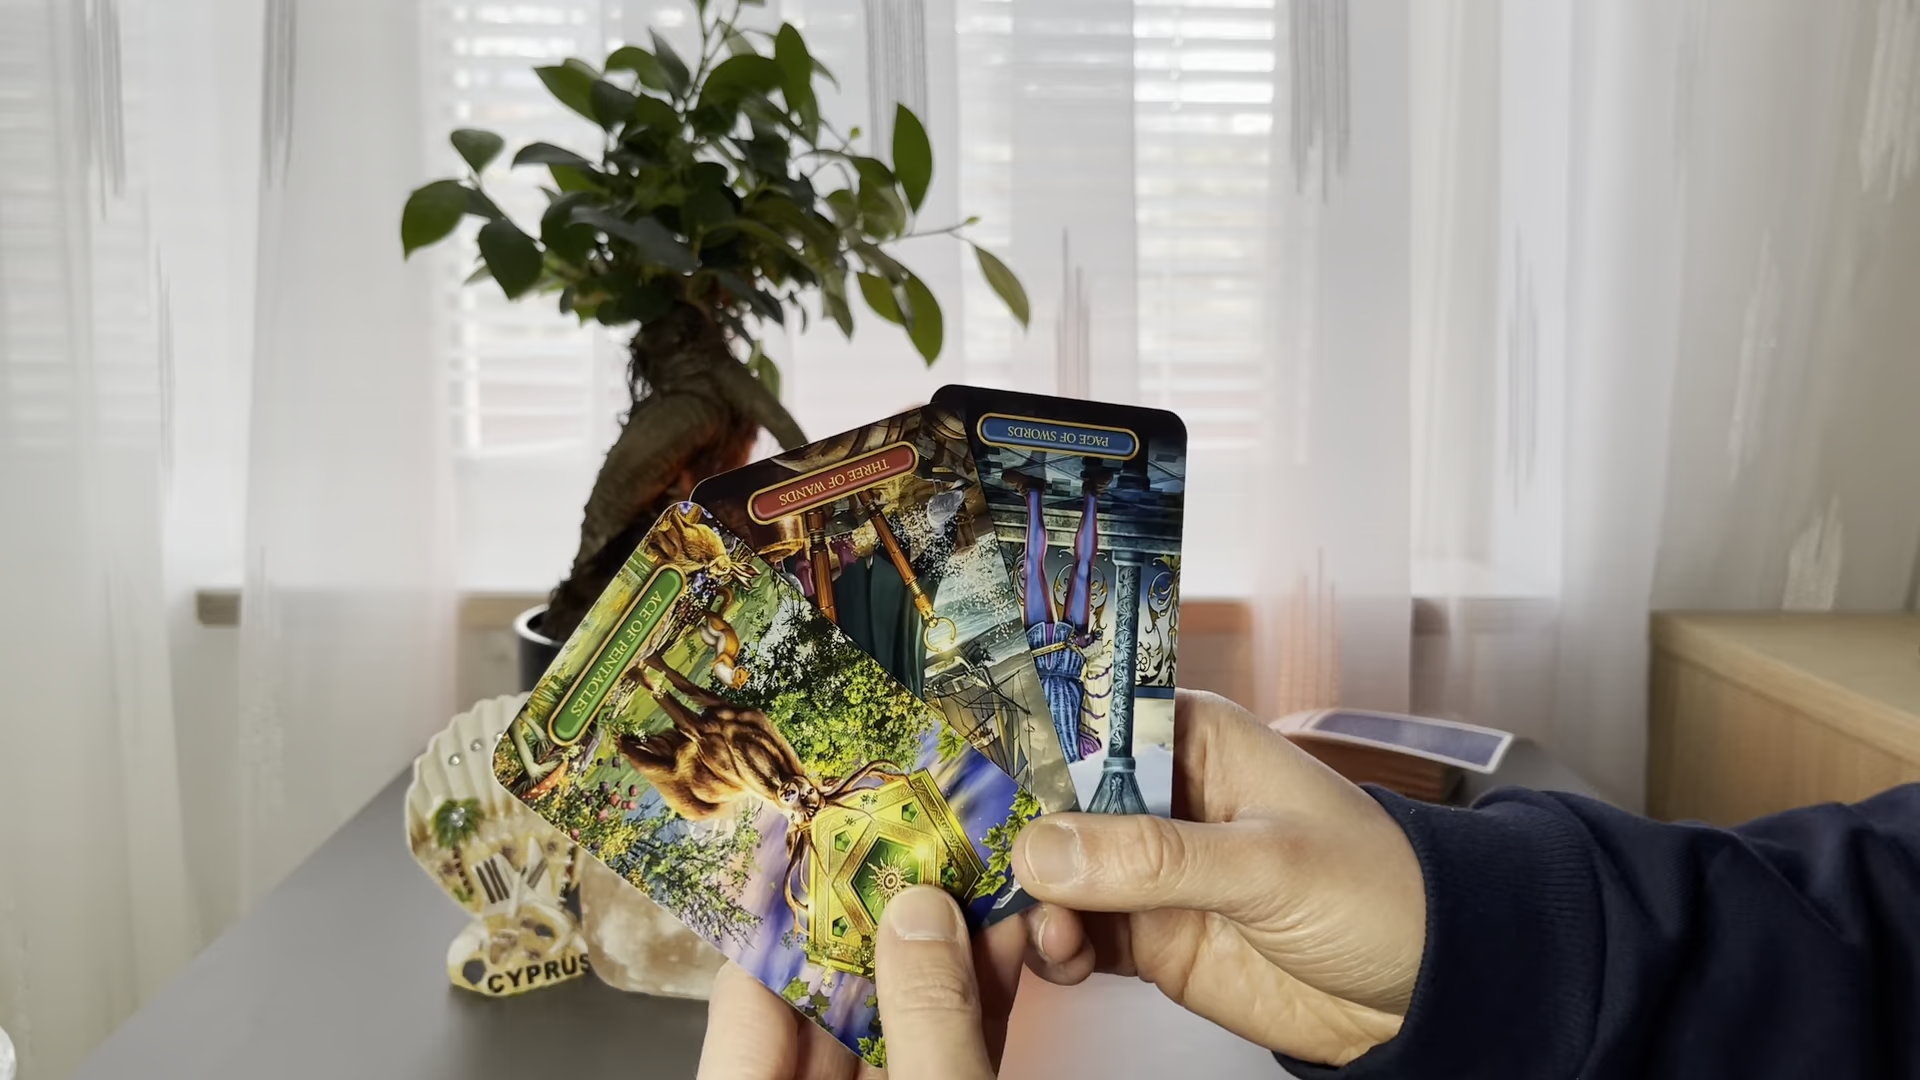 PAGE OF SWORDS
THREE OF WANDS
ACE OF PENTACLES
CYPRUS